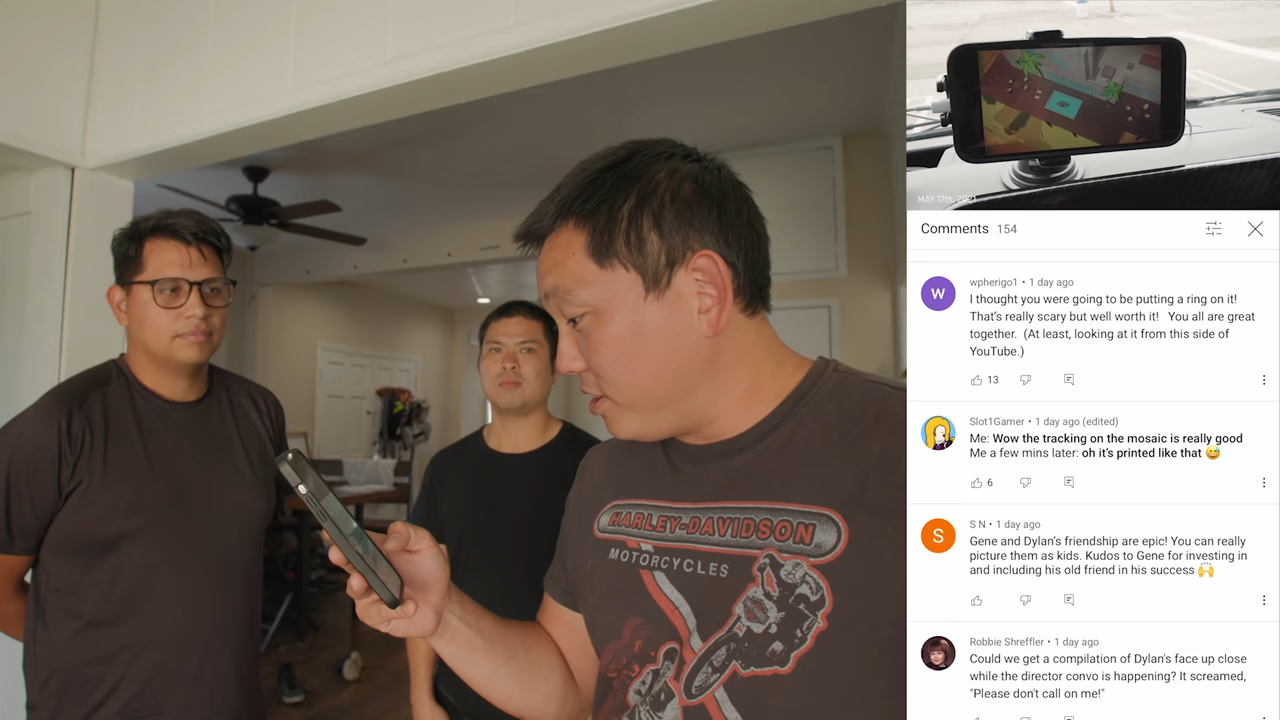 HARLEY-DAVIDSON
MOTORCYCLES
MAY 17th, 2021
Comments 154
W
wpherigo1 • 1 day ago
I thought you were going to be putting a ring on it!
That's really scary but well worth it! You all are great
together. (At least, looking at it from this side of
YouTube.)
13
Slot1Gamer • 1 day ago (edited)
Me: Wow the tracking on the mosaic is really good
Me a few mins later: oh it's printed like that 😅
6
S
S N • 1 day ago
Gene and Dylan's friendship are epic! You can really
picture them as kids. Kudos to Gene for investing in
and including his old friend in his success 🙌
Robbie Shreffler • 1 day ago
Could we get a compilation of Dylan's face up close
while the director convo is happening? It screamed,
"Please don't call on me!"